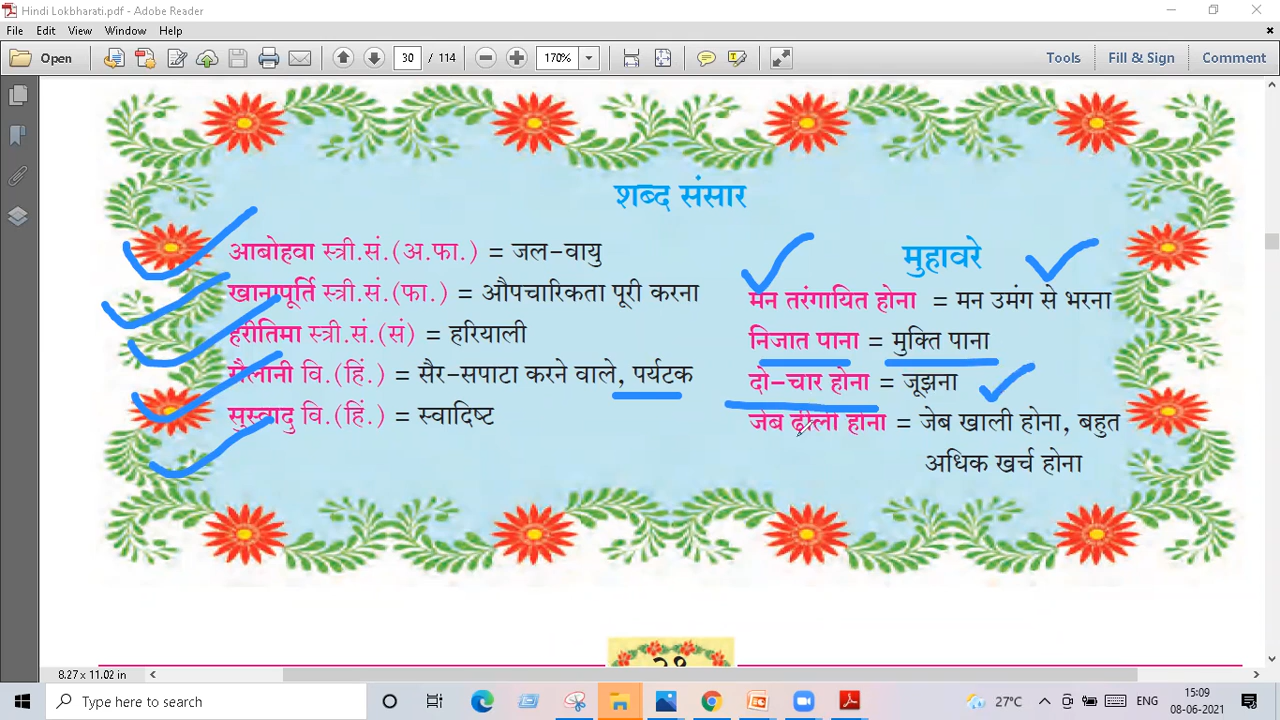 Hindi Lokbharati.pdf - Adobe Reader
File Edit View Window Help
Open 30 / 114 170% Tools Fill & Sign Comment
शब्द संसार
आबोहवा स्त्री.सं.(अ.फा.) = जल-वायु
खानापूर्ति स्त्री.सं.(फा.) = औपचारिकता पूरी करना
हरीतिमा स्त्री.सं.(सं) = हरियाली
सैलानी वि.(हिं.) = सैर-सपाटा करने वाले, पर्यटक
सुस्वादु वि.(हिं.) = स्वादिष्ट
मुहावरे
मन तरंगायित होना = मन उमंग से भरना
निजात पाना = मुक्ति पाना
दो-चार होना = जूझना
जेब ढीली होना = जेब खाली होना, बहुत
अधिक खर्च होना
8.27 x 11.02 in
Type here to search
27°C ENG 15:09
08-06-2021